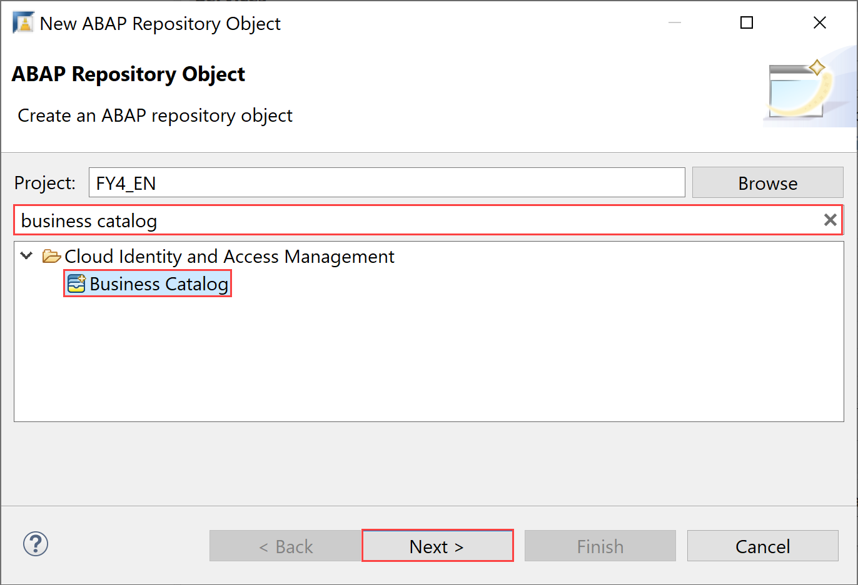 New ABAP Repository Object
ABAP Repository Object
Create an ABAP repository object
Project: FY4_EN Browse
business catalog
Cloud Identity and Access Management
Business Catalog
? < Back Next > Finish Cancel